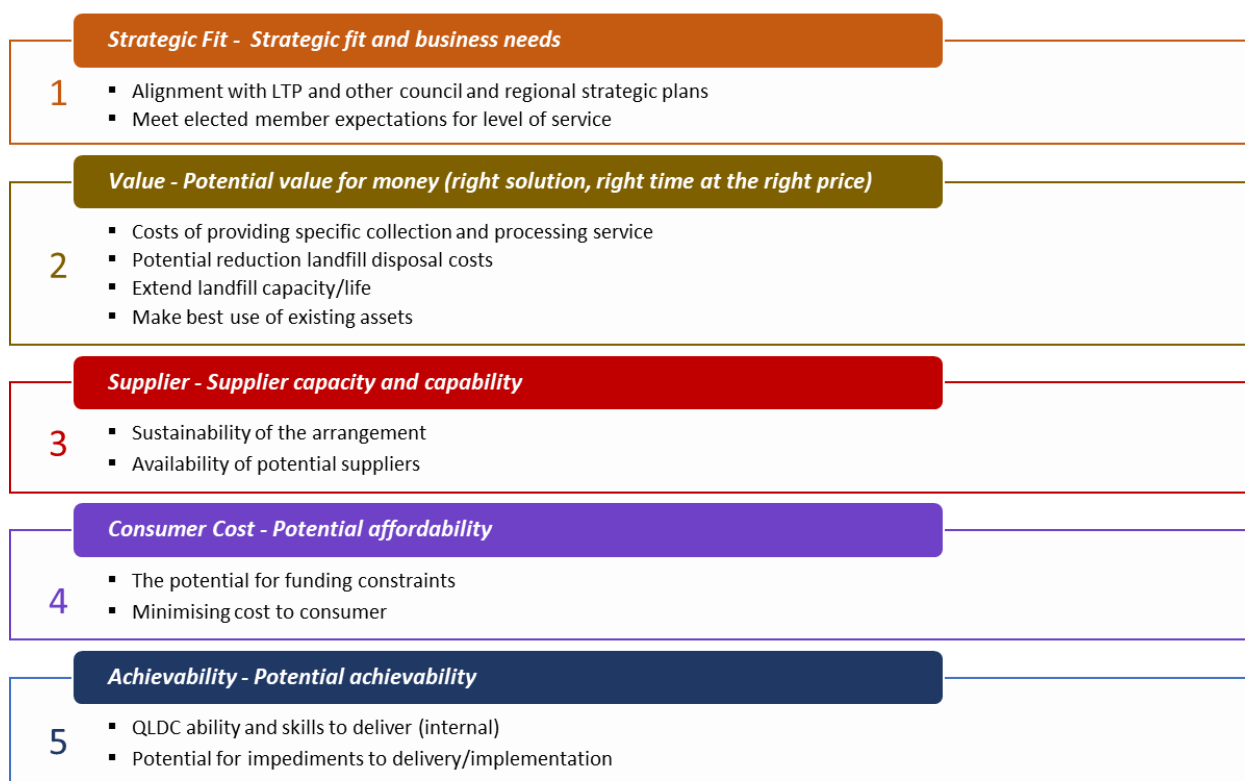 Strategic Fit - Strategic fit and business needs
1
▪ Alignment with LTP and other council and regional strategic plans
▪ Meet elected member expectations for level of service
Value - Potential value for money (right solution, right time at the right price)
2
▪ Costs of providing specific collection and processing service
▪ Potential reduction landfill disposal costs
▪ Extend landfill capacity/life
▪ Make best use of existing assets
Supplier - Supplier capacity and capability
3
▪ Sustainability of the arrangement
▪ Availability of potential suppliers
Consumer Cost - Potential affordability
4
▪ The potential for funding constraints
▪ Minimising cost to consumer
Achievability - Potential achievability
5
▪ QLDC ability and skills to deliver (internal)
▪ Potential for impediments to delivery/implementation